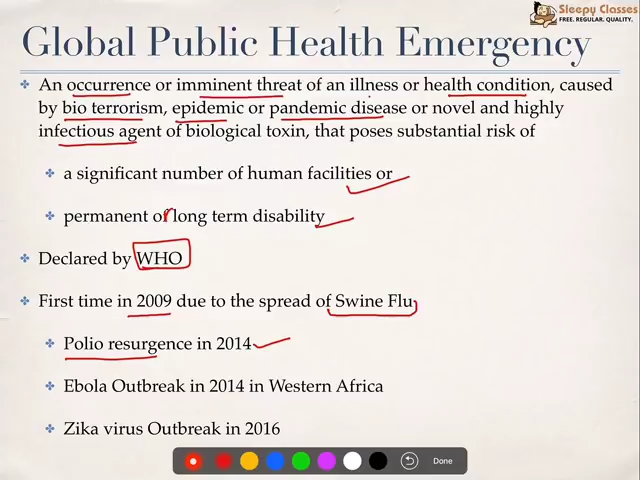 Sleepy Classes
FREE. REGULAR. QUALITY.
Global Public Health Emergency
An occurrence or imminent threat of an illness or health condition, caused
by bio terrorism, epidemic or pandemic disease or novel and highly
infectious agent of biological toxin, that poses substantial risk of
a significant number of human facilities or
permanent of long term disability
Declared by WHO
First time in 2009 due to the spread of Swine Flu
Polio resurgence in 2014
Ebola Outbreak in 2014 in Western Africa
Zika virus Outbreak in 2016
Done